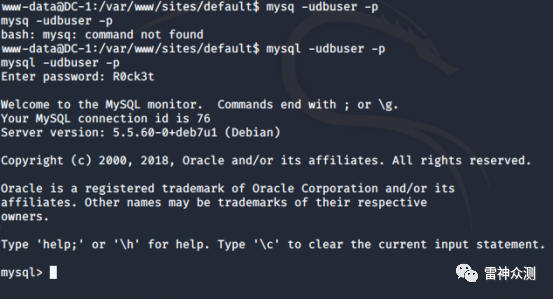 www-data@DC-1:/var/www/sites/default$ mysq -udbuser -p
mysq -udbuser -p
bash: mysq: command not found
www-data@DC-1:/var/www/sites/default$ mysql -udbuser -p
mysql -udbuser -p
Enter password: R0ck3t
Welcome to the MySQL monitor.  Commands end with ; or \g.
Your MySQL connection id is 76
Server version: 5.5.60-0+deb7u1 (Debian)
Copyright (c) 2000, 2018, Oracle and/or its affiliates. All rights reserved.
Oracle is a registered trademark of Oracle Corporation and/or its
affiliates. Other names may be trademarks of their respective
owners.
Type 'help;' or '\h' for help. Type '\c' to clear the current input statement.
mysql>
雷神众测